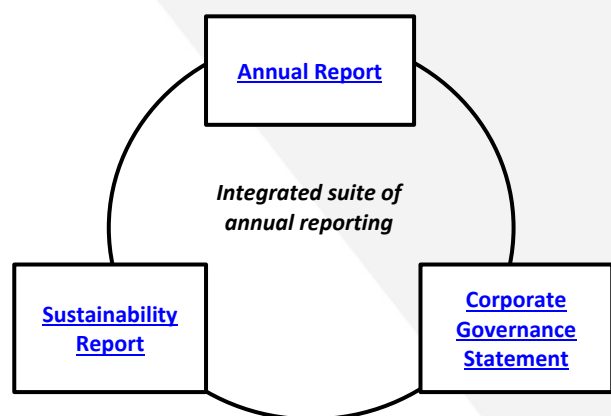 Annual Report
Integrated suite of
annual reporting
Sustainability
Report
Corporate
Governance
Statement